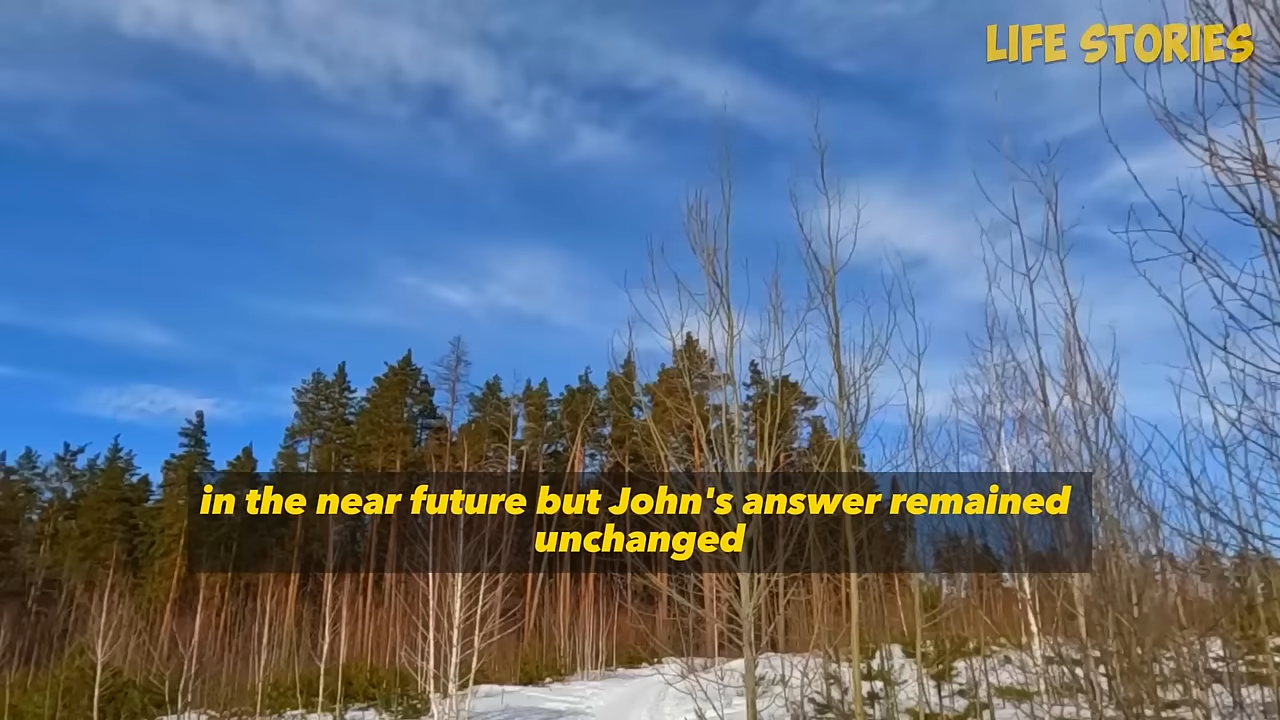 LIFE STORIES
in the near future but John's answer remained
unchanged